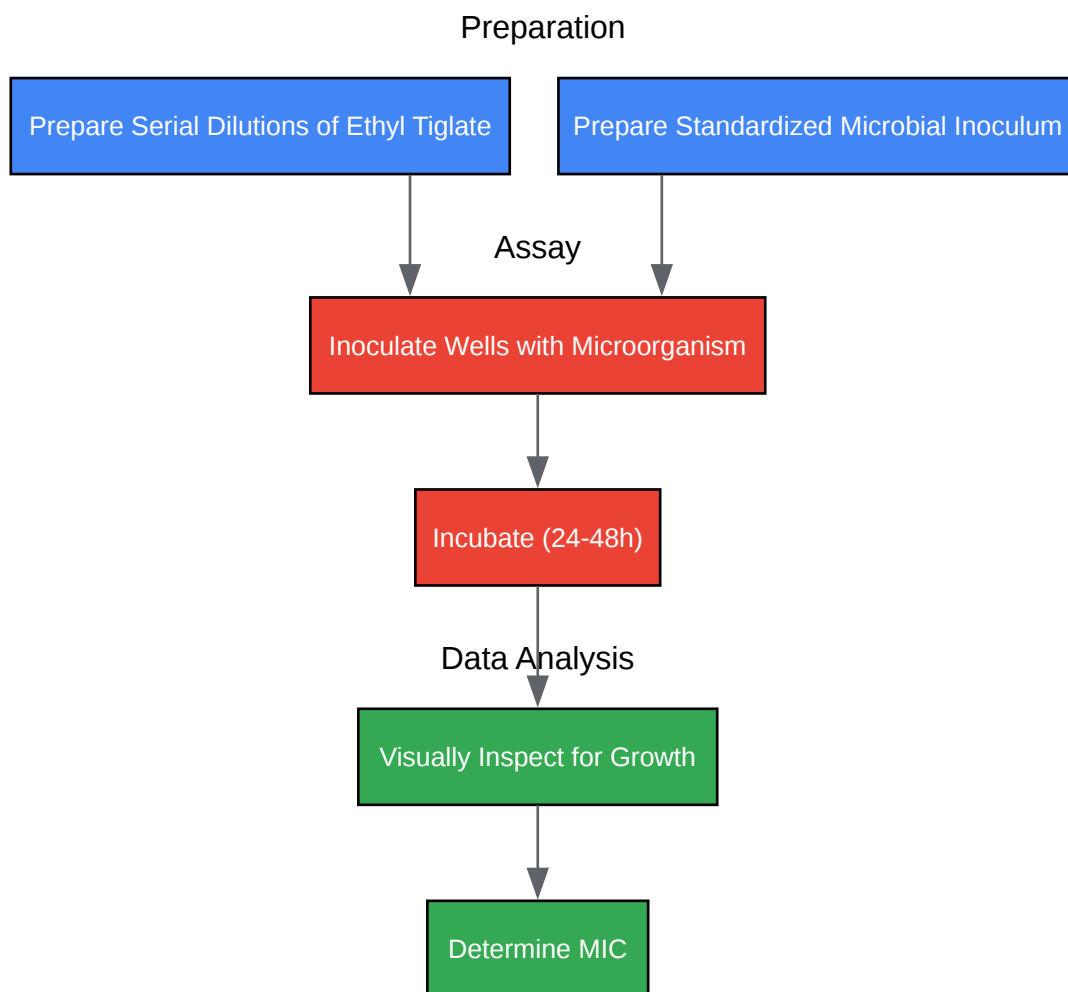 Preparation
Prepare Serial Dilutions of Ethyl Tiglate
Prepare Standardized Microbial Inoculum
Assay
Inoculate Wells with Microorganism
Incubate (24-48h)
Data Analysis
Visually Inspect for Growth
Determine MIC